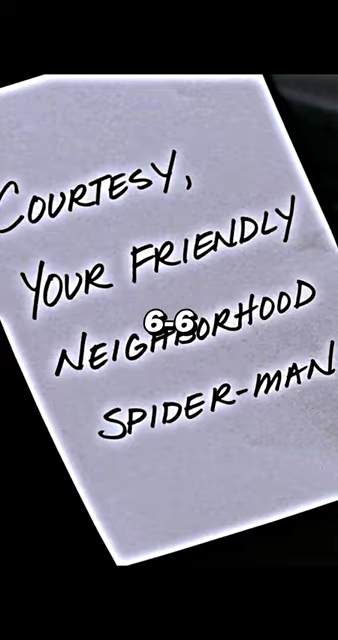 COURTESY,
YOUR FRIENDLY
NEIGHBORHOOD
SPIDER-MAN
6-6